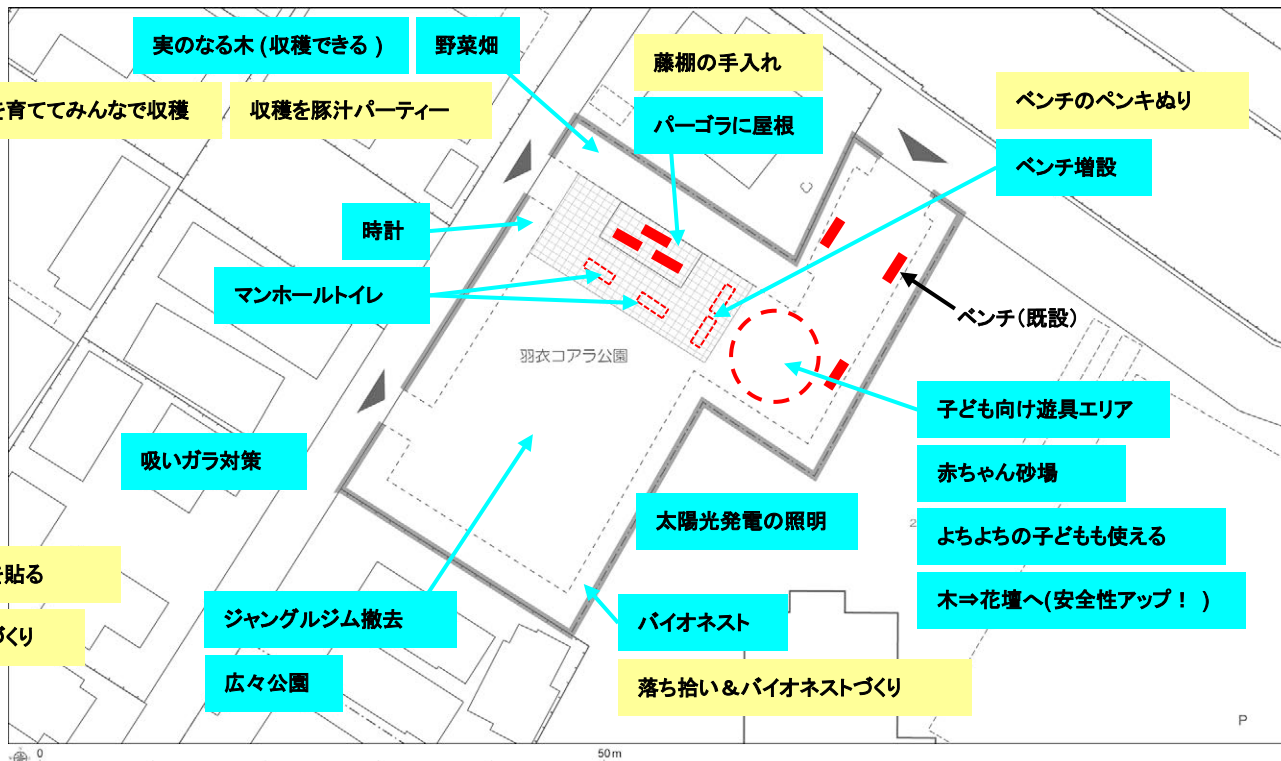 実のなる木 (収穫できる )
野菜畑
藤棚の手入れ
を育ててみんなで収穫
収穫を豚汁パーティー
パーゴラに屋根
ベンチのペンキぬり
ベンチ増設
時計
マンホールトイレ
ベンチ(既設)
羽衣コアラ公園
子ども向け遊具エリア
吸いガラ対策
赤ちゃん砂場
太陽光発電の照明
2
よちよちの子どもも使える
を貼る
木⇒花壇へ(安全性アップ! )
ジャングルジム撤去
バイオネスト
づくり
広々公園
落ち拾い&バイオネストづくり
P
0
50m